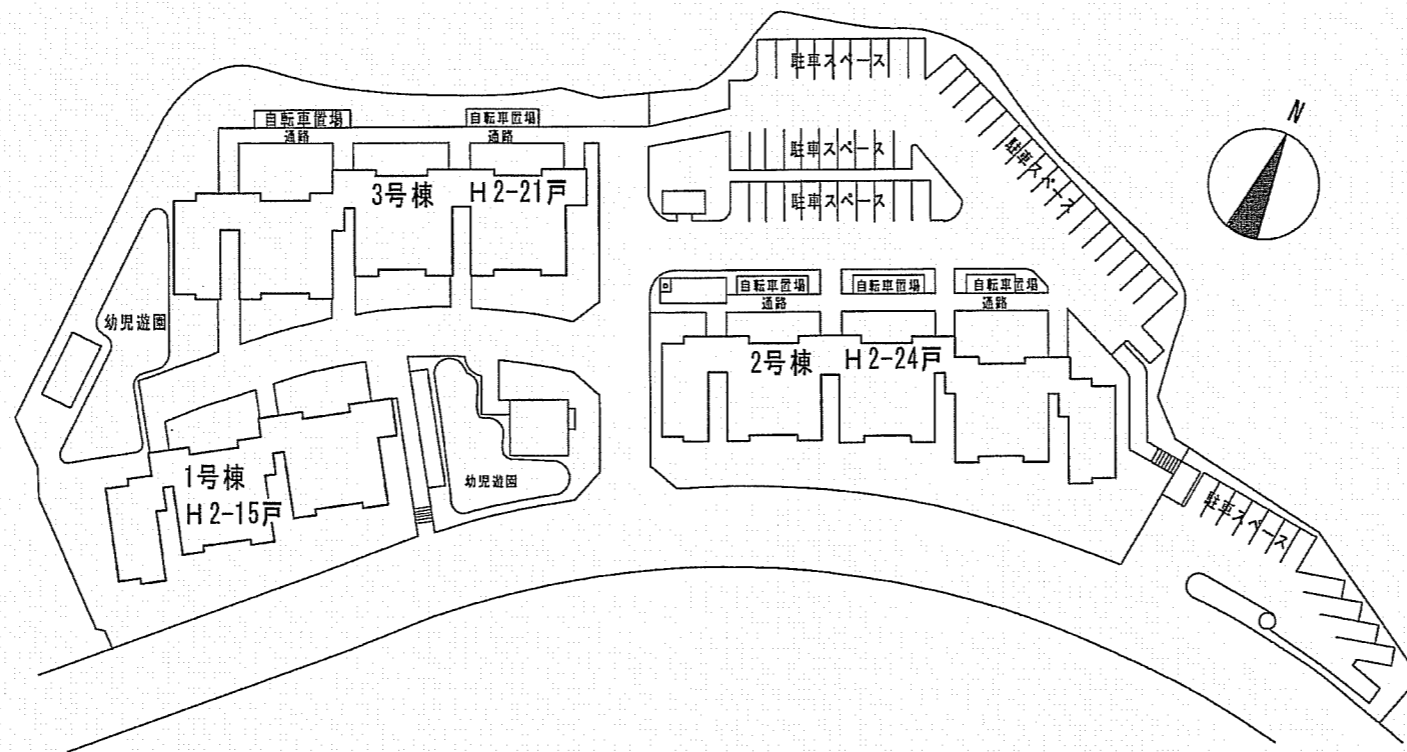 駐車スペース
N
自転車置場
自転車置場
通路
通路
駐車スペース
駐車スペース
駐車スペース
3号棟 H2-21戸
自転車置場
自転車置場
自転車置場
通路
通路
幼児遊園
2号棟 H2-24戸
1号棟
H2-15戸
幼児遊園
駐車スペース